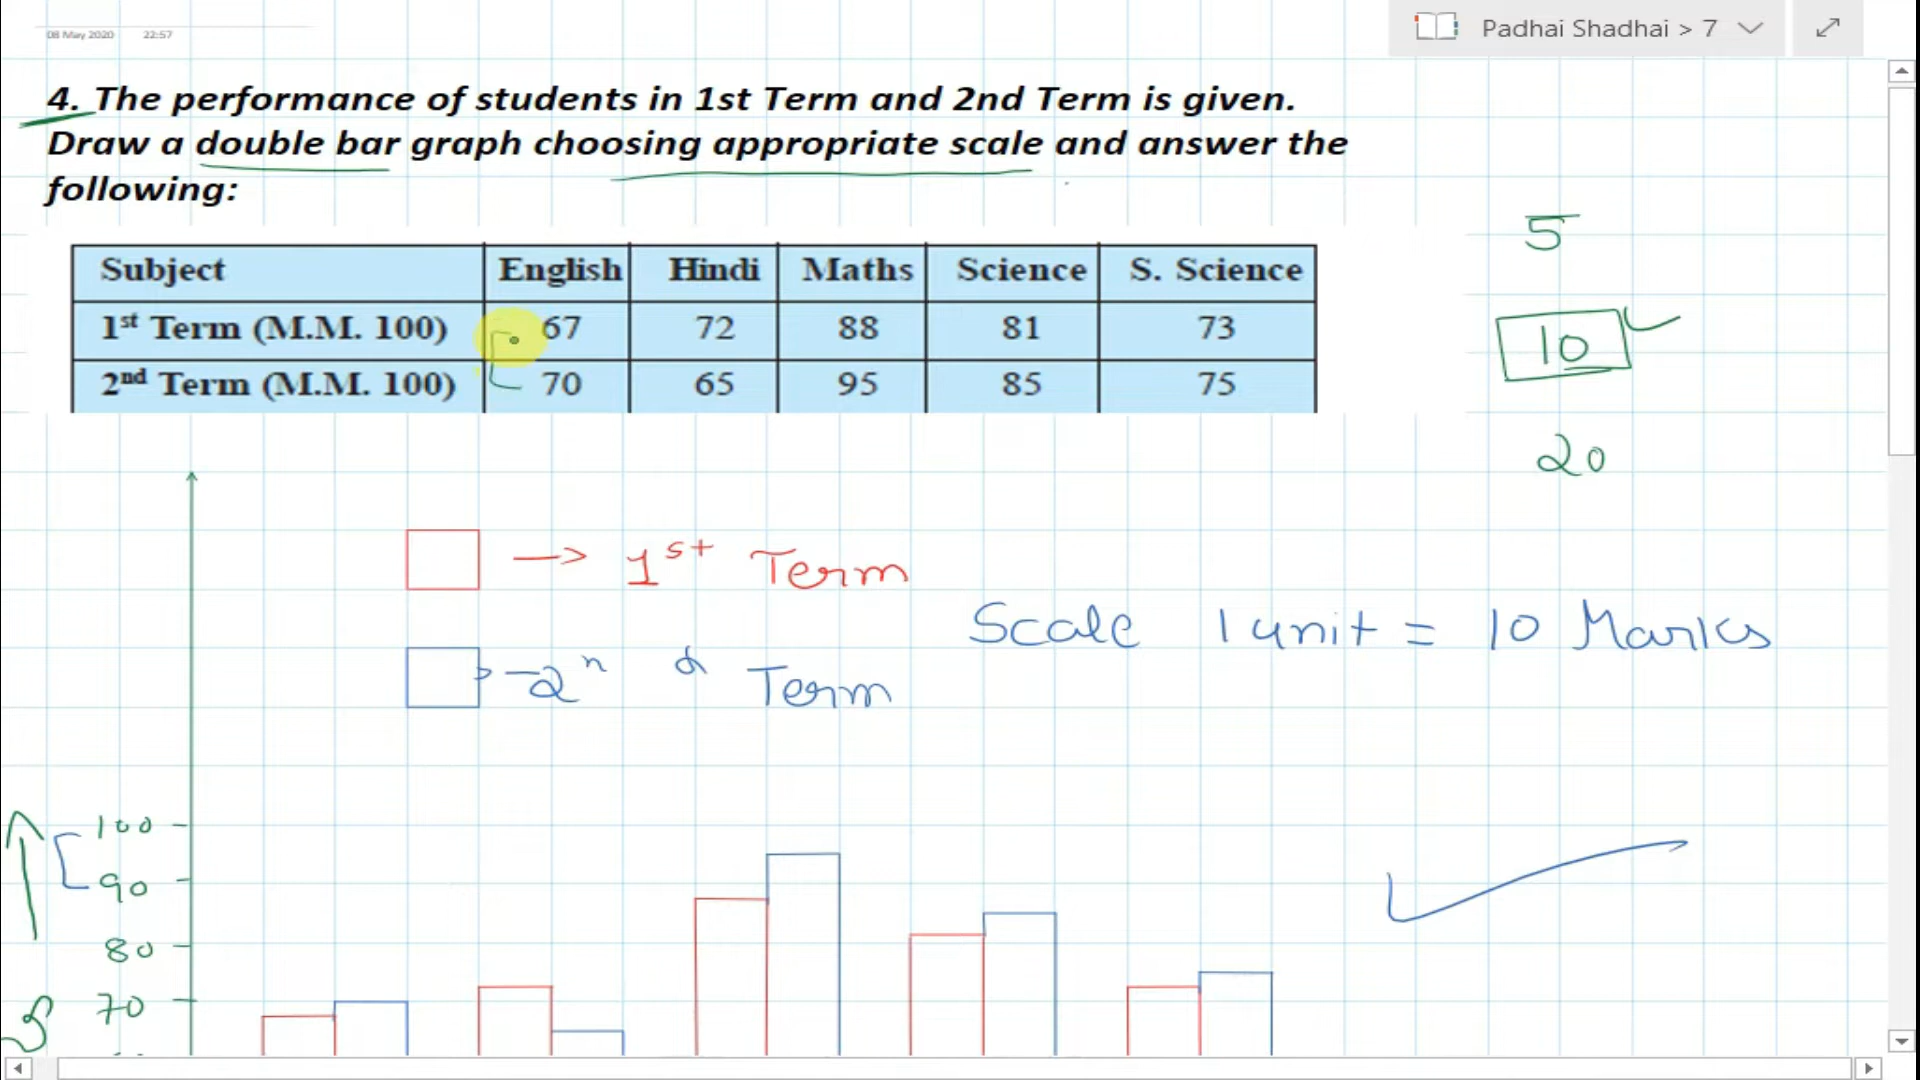 08 May 2020 22:57
Padhai Shadhai > 7
4. The performance of students in 1st Term and 2nd Term is given.
Draw a double bar graph choosing appropriate scale and answer the
following:
Subject English Hindi Maths Science S. Science
1st Term (M.M. 100) 67 72 88 81 73
2nd Term (M.M. 100) 70 65 95 85 75
5
10
20
1st Term
Scale 1 unit = 10 Marks
2nd Term
100
90
80
70